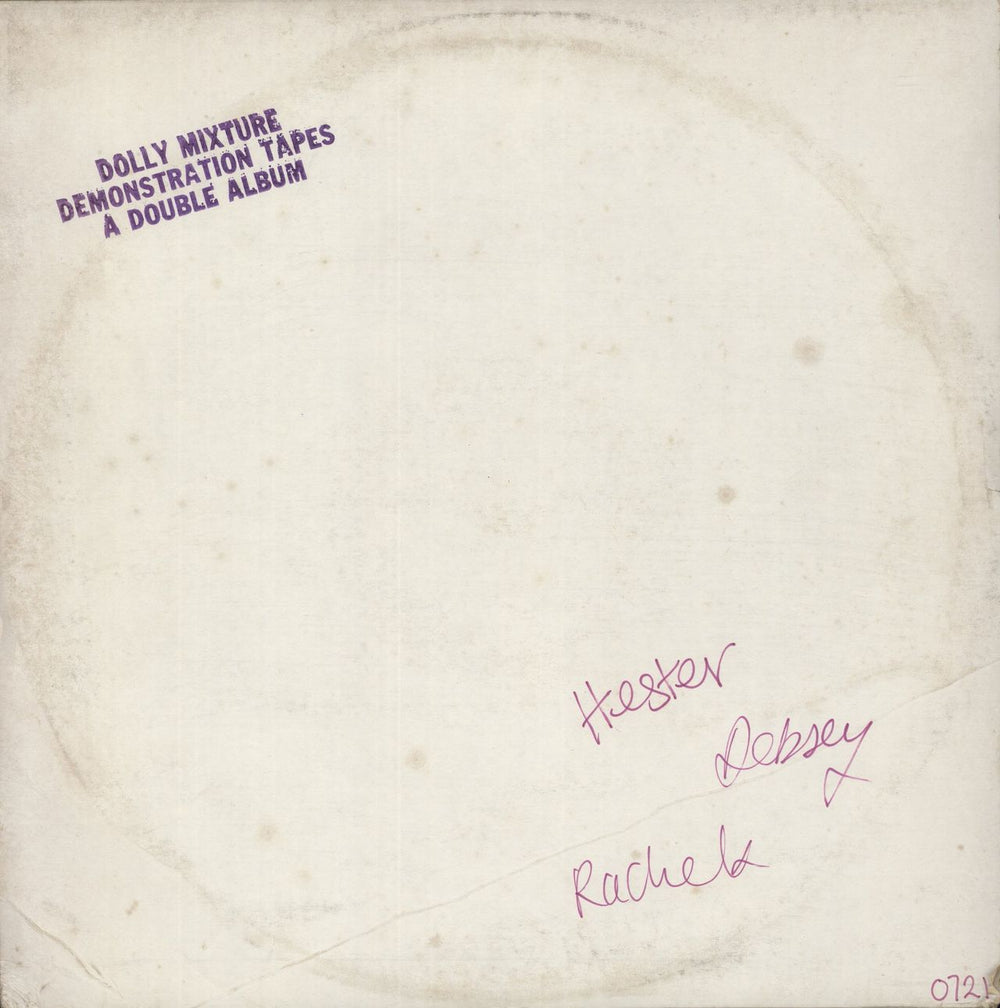 DOLLY MIXTURE
DEMONSTRATION TAPES
A DOUBLE ALBUM
Hester
Debsey
Rachel
0721